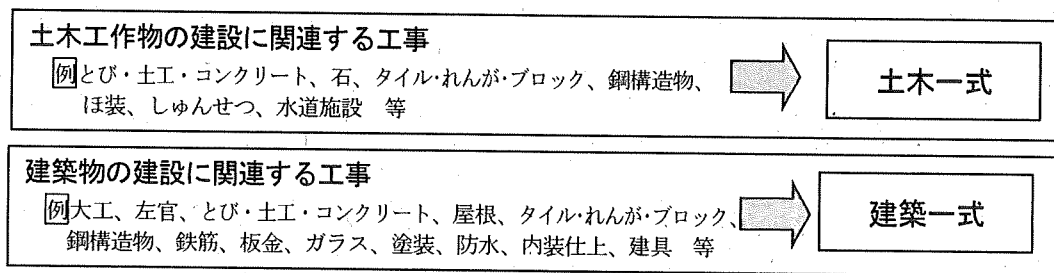 土木工作物の建設に関連する工事
例とび・土工・コンクリート、石、タイル・れんが・ブロック、鋼構造物、
ほ装、しゅんせつ、水道施設 等
土木一式
建築物の建設に関連する工事
例大工、左官、とび・土工・コンクリート、屋根、タイル・れんが・ブロック、
鋼構造物、鉄筋、板金、ガラス、塗装、防水、内装仕上、建具 等
建築一式